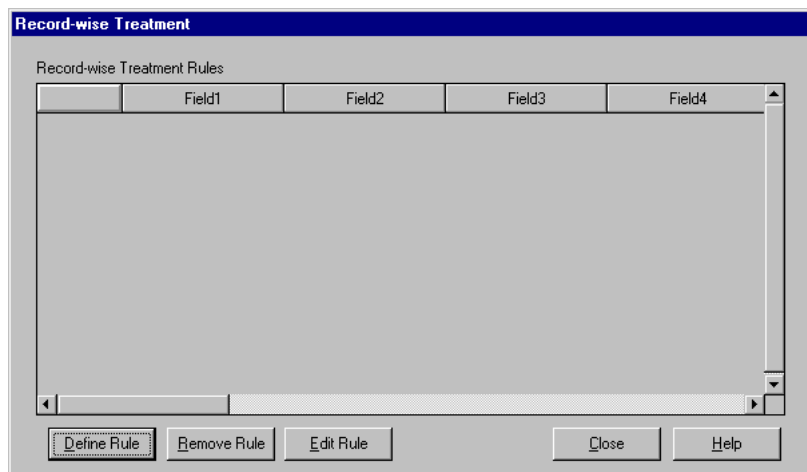 Record-wise Treatment
Record-wise Treatment Rules
Field1 Field2 Field3 Field4
Define Rule Remove Rule Edit Rule Close Help